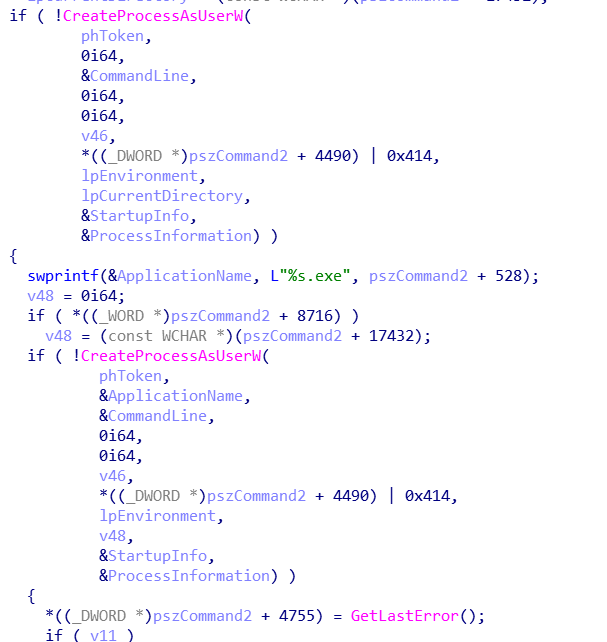 if ( !CreateProcessAsUserW(
phToken,
0i64,
&CommandLine,
0i64,
0i64,
v46,
*((_DWORD *)pszCommand2 + 4490) | 0x414,
lpEnvironment,
lpCurrentDirectory,
&StartupInfo,
&ProcessInformation) )
{
swprintf(&ApplicationName, L"%s.exe", pszCommand2 + 528);
v48 = 0i64;
if ( *((_WORD *)pszCommand2 + 8716) )
v48 = (const WCHAR *)(pszCommand2 + 17432);
if ( !CreateProcessAsUserW(
phToken,
&ApplicationName,
&CommandLine,
0i64,
0i64,
v46,
*((_DWORD *)pszCommand2 + 4490) | 0x414,
lpEnvironment,
v48,
&StartupInfo,
&ProcessInformation) )
{
*((_DWORD *)pszCommand2 + 4755) = GetLastError();
if ( v11 )